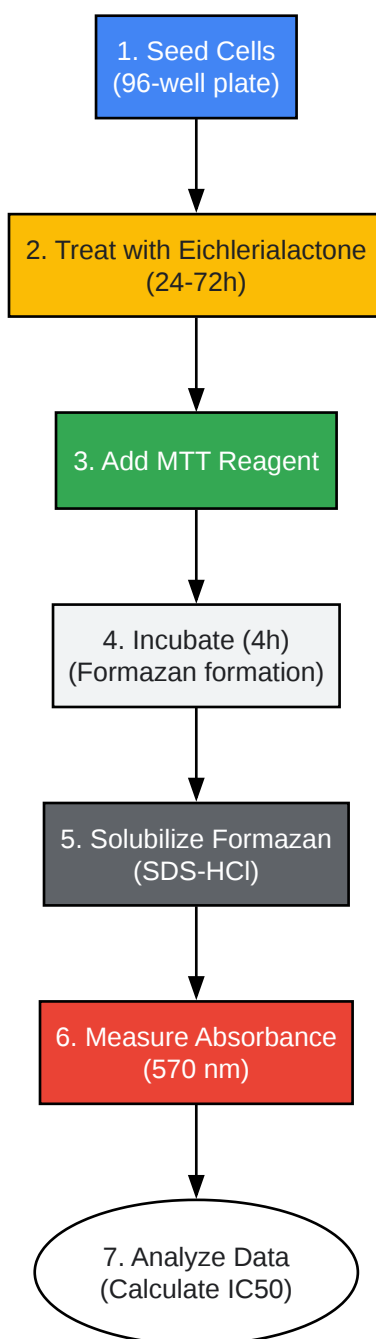 1. Seed Cells
(96-well plate)
2. Treat with Eichlerialactone
(24-72h)
3. Add MTT Reagent
4. Incubate (4h)
(Formazan formation)
5. Solubilize Formazan
(SDS-HCl)
6. Measure Absorbance
(570 nm)
7. Analyze Data
(Calculate IC50)